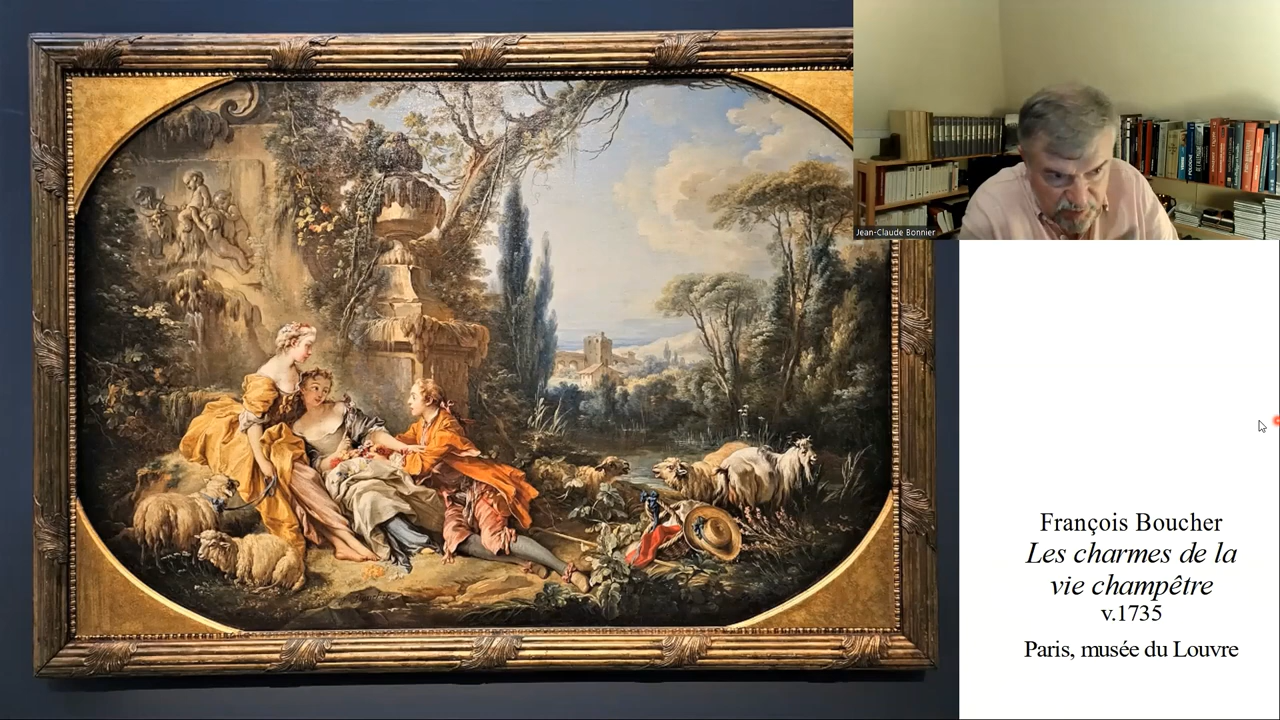 Jean-Claude Bonnier
François Boucher
Les charmes de la
vie champêtre
v.1735
Paris, musée du Louvre